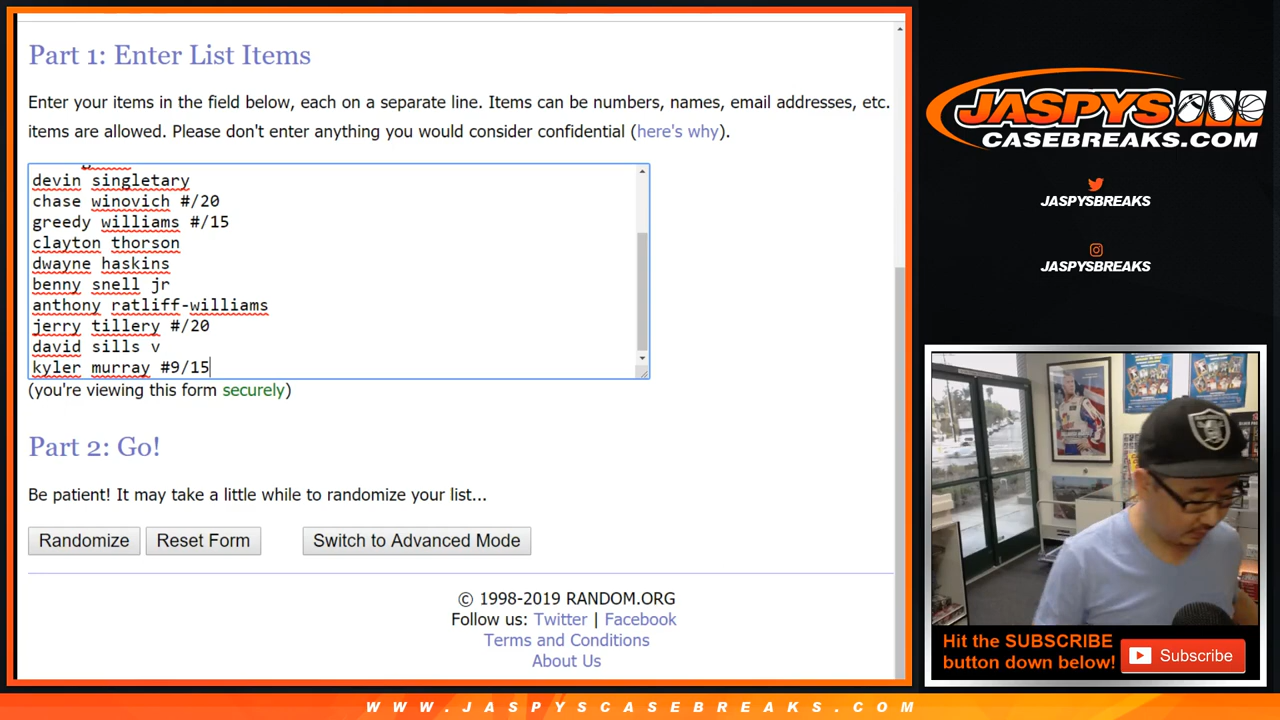 Part 1: Enter List Items
Enter your items in the field below, each on a separate line. Items can be numbers, names, email addresses, etc.
items are allowed. Please don't enter anything you would consider confidential (here's why).
devin singletary
chase winovich #/20
greedy williams #/15
clayton thorson
dwayne haskins
benny snell jr
anthony ratliff-williams
jerry tillery #/20
david sills v
kyler murray #9/15
(you're viewing this form securely)
Part 2: Go!
Be patient! It may take a little while to randomize your list...
Randomize
Reset Form
Switch to Advanced Mode
© 1998-2019 RANDOM.ORG
Follow us: Twitter | Facebook
Terms and Conditions
About Us
JASPYS
CASEBREAKS.COM
JASPYSBREAKS
JASPYSBREAKS
Hit the SUBSCRIBE
button down below!
Subscribe
WWW.JASPYSCASEBREAKS.COM